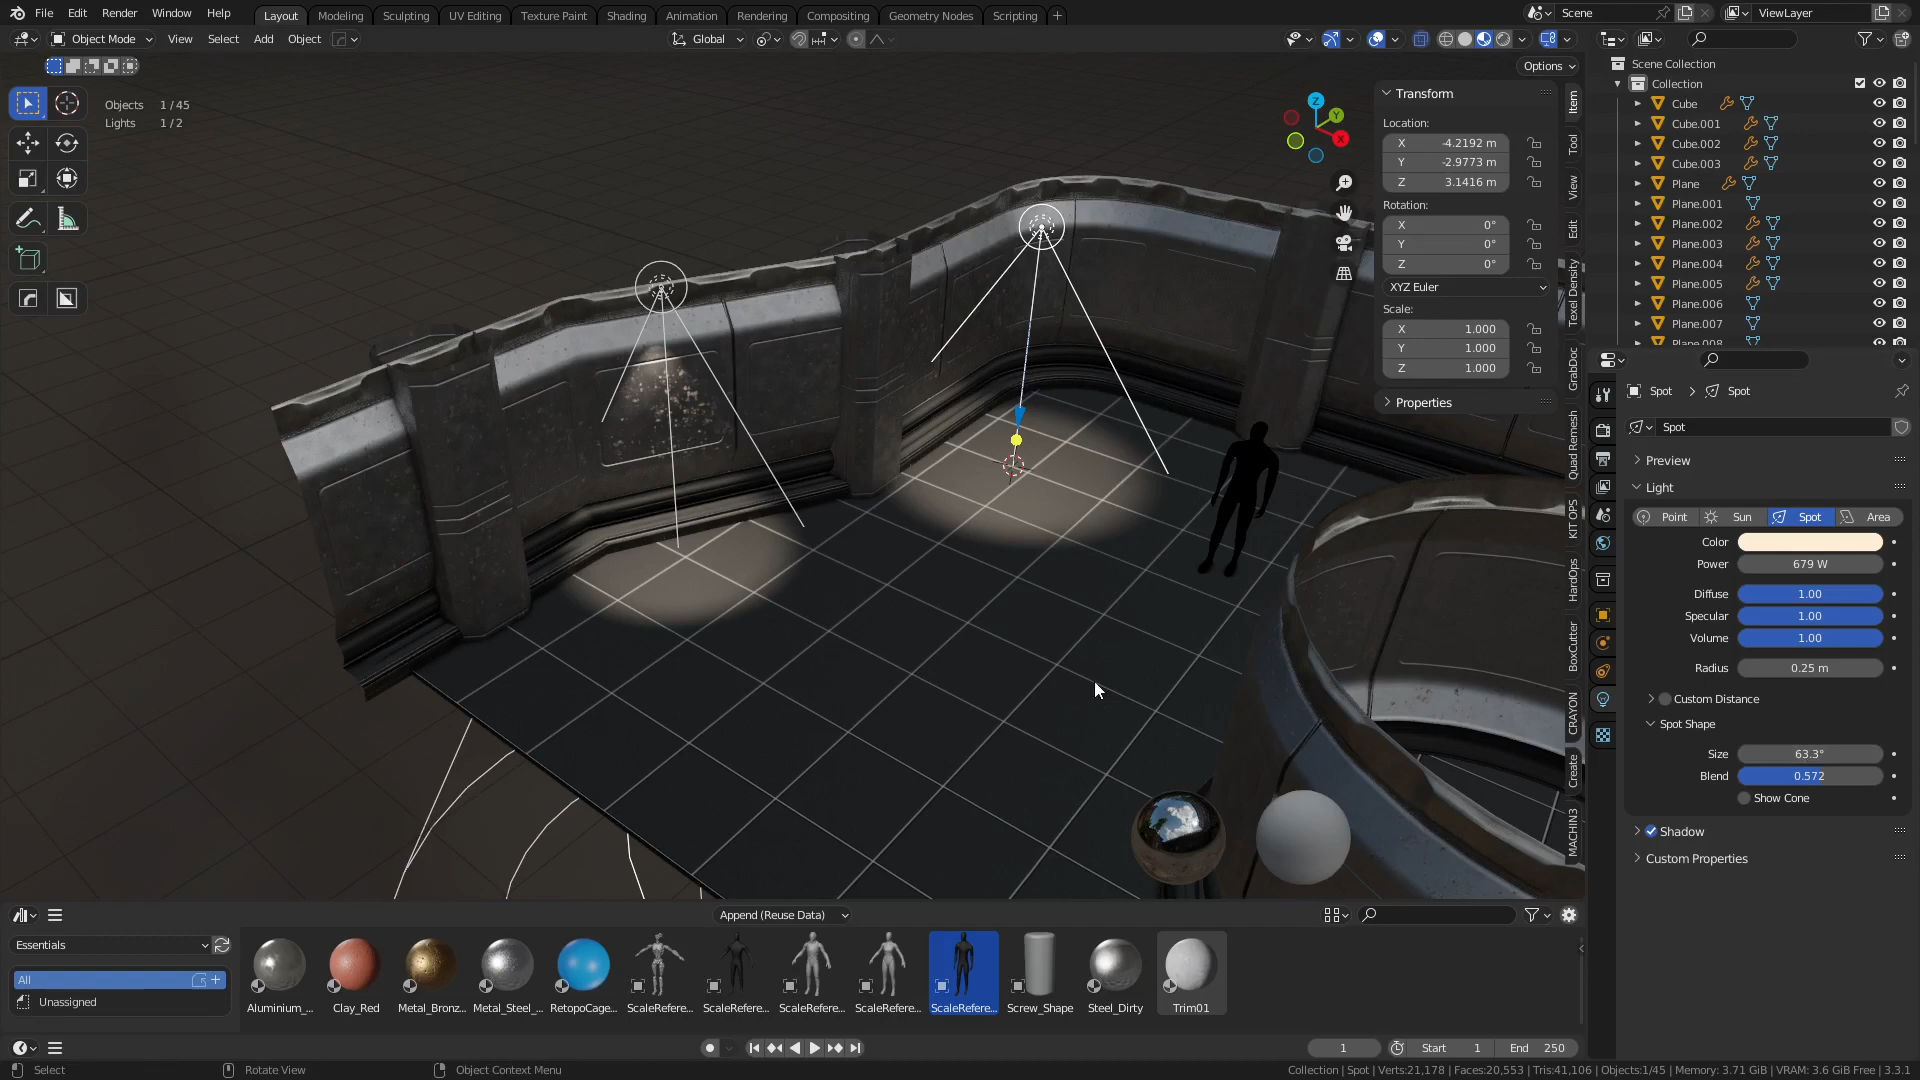 File Edit Render Window Help Layout Modeling Sculpting UV Editing Texture Paint Shading Animation Rendering Compositing Geometry Nodes Scripting + Scene ViewLayer
Object Mode View Select Add Object Global
Options
Objects 1 / 45
Lights 1 / 2
Z
Y
X
Transform
Location:
X -4.2192 m
Y -2.9773 m
Z 3.1416 m
Rotation:
X 0°
Y 0°
Z 0°
XYZ Euler
Scale:
X 1.000
Y 1.000
Z 1.000
Properties
Item
Tool
View
Edit
Texel Density
GrabDoc
Quad Remesh
KIT OPS
HardOps
BoxCutter
CRAYON
Create
MACHIN3
Scene Collection
Collection
Cube
Cube.001
Cube.002
Cube.003
Plane
Plane.001
Plane.002
Plane.003
Plane.004
Plane.005
Plane.006
Plane.007
Plane.008
Spot Spot
Spot
Preview
Light
Point Sun Spot Area
Color
Power 679 W
Diffuse 1.00
Specular 1.00
Volume 1.00
Radius 0.25 m
Custom Distance
Spot Shape
Size 63.3°
Blend 0.572
Show Cone
Shadow
Custom Properties
Append (Reuse Data)
Essentials
All
Unassigned
Aluminium_... Clay_Red Metal_Bronz... Metal_Steel_... RetopoCage... ScaleRefere... ScaleRefere... ScaleRefere... ScaleRefere... ScaleRefere... Screw_Shape Steel_Dirty Trim01
1 Start 1 End 250
Select Rotate View Object Context Menu Collection | Spot | Verts:21,178 | Faces:20,553 | Tris:41,106 | Objects:1/45 | Memory: 3.71 GiB | VRAM: 3.6 GiB Free | 3.3.1